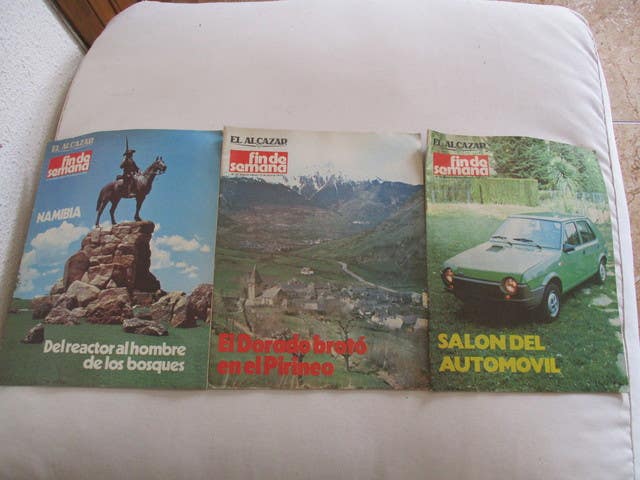 EL ALCAZAR
fin de
semana
NAMIBIA
Del reactor al hombre
de los bosques
EL ALCAZAR
fin de
semana
El Dorado brotó
en el Pirineo
EL ALCAZAR
fin de
semana
SALON DEL
AUTOMOVIL